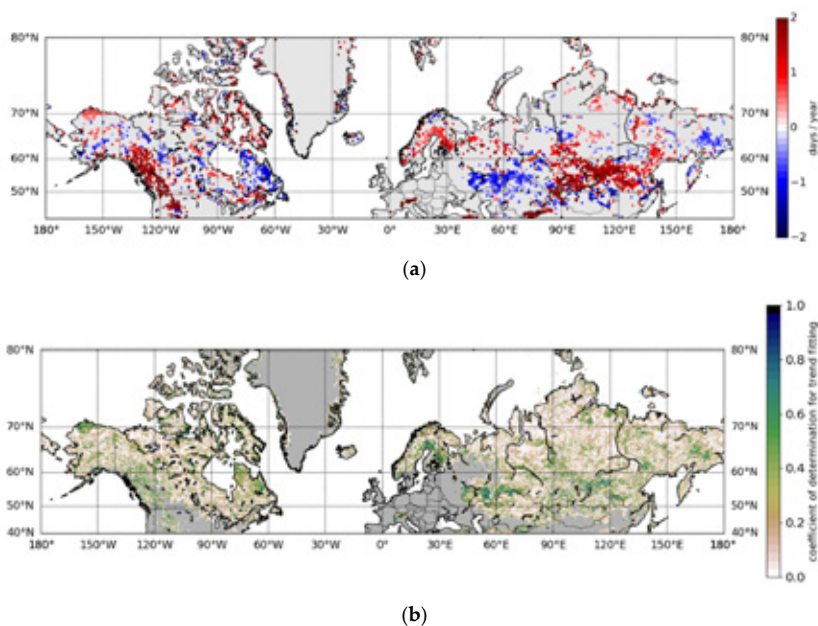 2
80°N 80°N
1
70°N 70°N
0
days / year
60°N 60°N
−1
50°N 50°N
−2
180° 150°W 120°W 90°W 60°W 30°W 0° 30°E 60°E 90°E 120°E 150°E 180°
(a)
1.0
80°N 80°N
0.8
70°N 70°N
0.6
60°N 60°N
0.4
50°N 50°N
0.2
40°N 40°N
0.0
coefficient of determination for trend fitting
180° 150°W 120°W 90°W 60°W 30°W 0° 30°E 60°E 90°E 120°E 150°E 180°
(b)